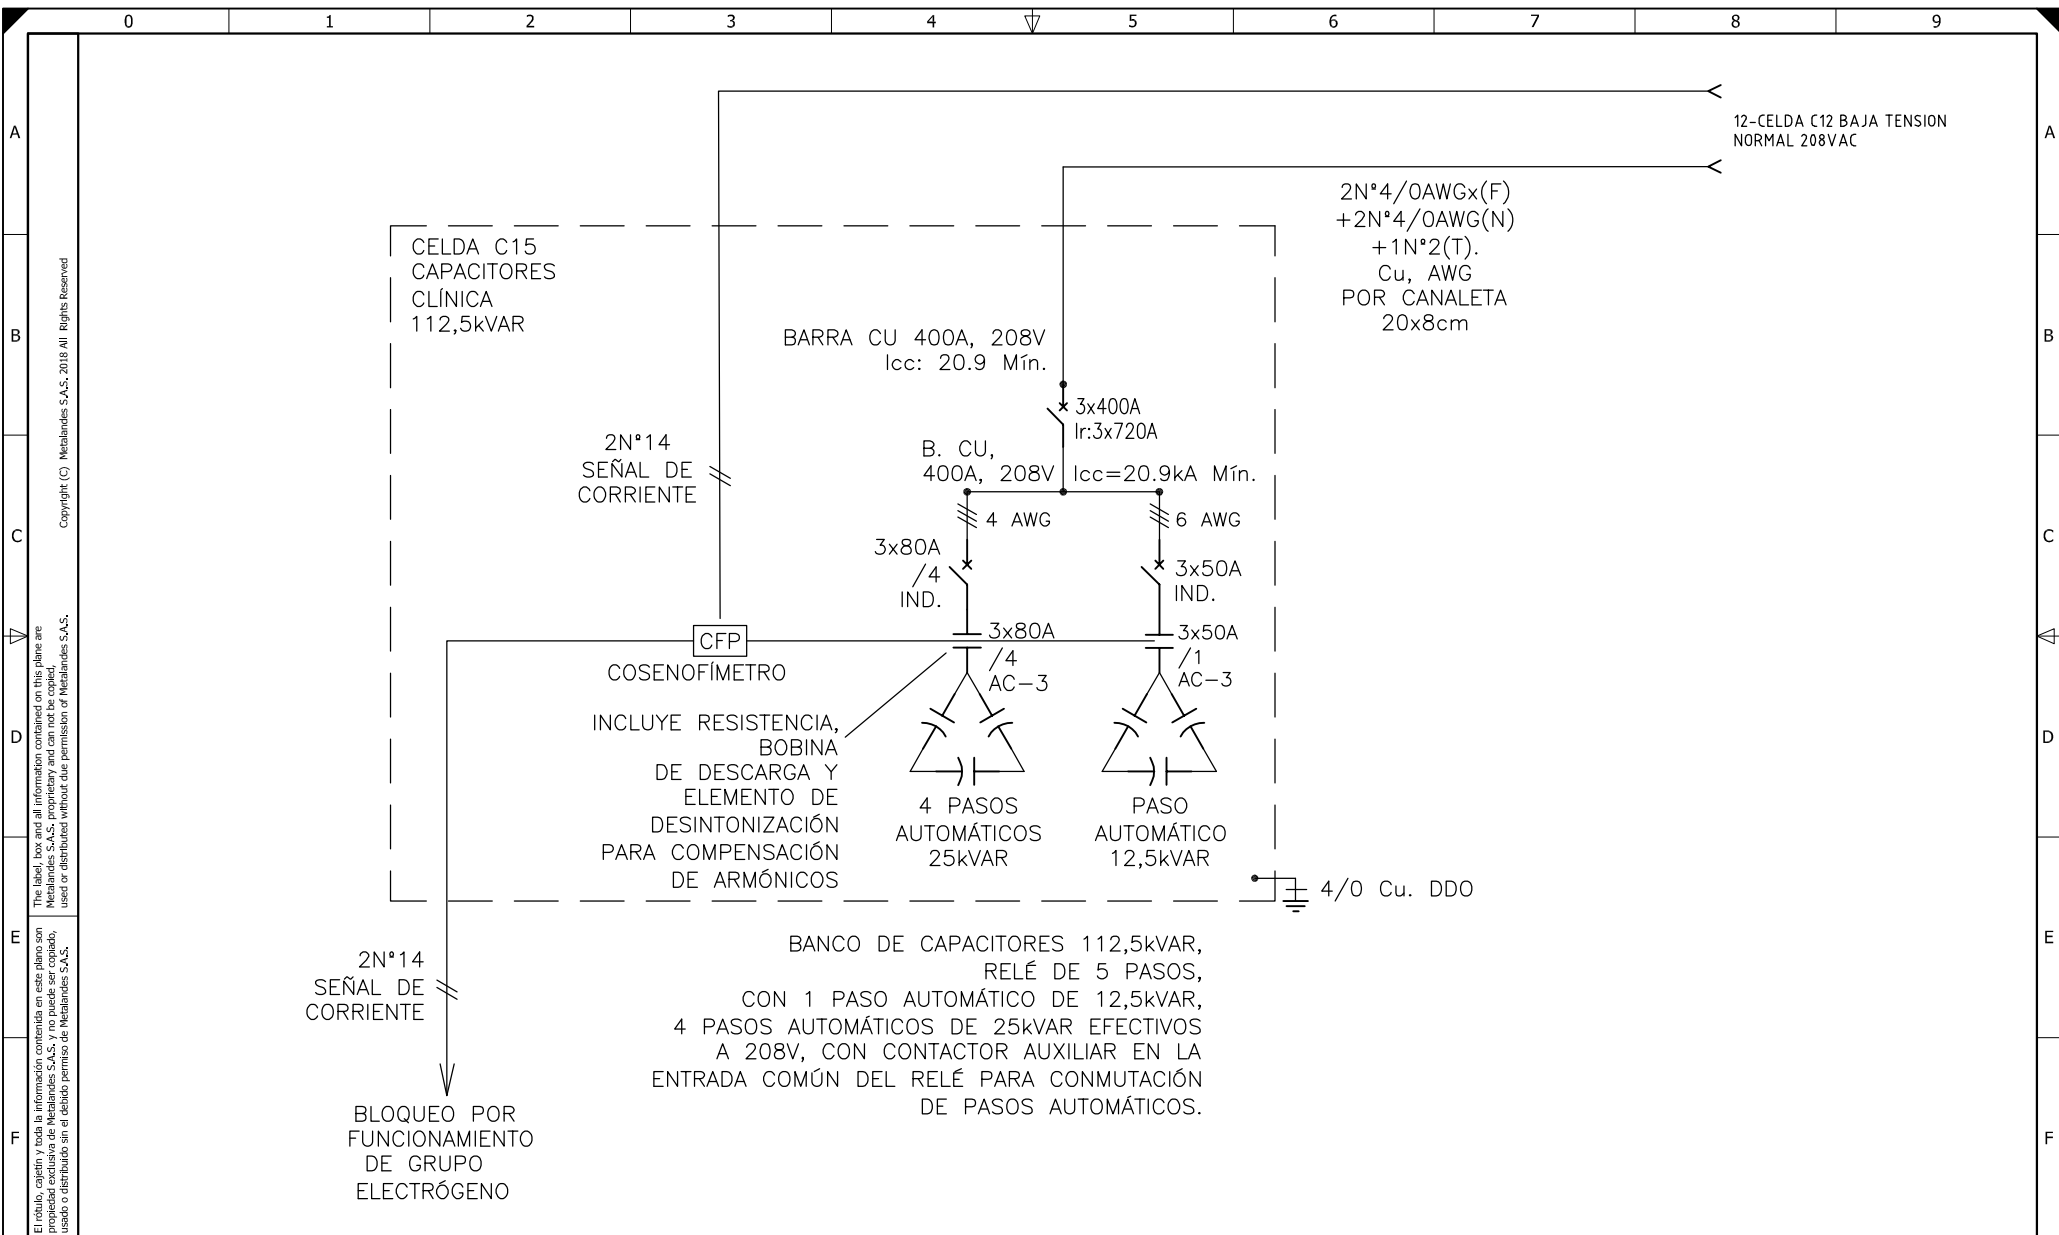 0 1 2 3 4 5 6 7 8 9
A
B
C
D
E
F
A
B
C
D
E
F
Copyright (C) Metalandes S.A.S. 2018 All Rights Reserved
The label, box and all information contained on this plane are
Metalandes S.A.S. proprietary and can not be copied,
used or distributed without due permission of Metalandes S.A.S.
El rótulo, cajetín y toda la información contenida en este plano son
propiedad exclusiva de Metalandes S.A.S. y no puede ser copiado,
usado o distribuido sin el debido permiso de Metalandes S.A.S.
12-CELDA C12 BAJA TENSION
NORMAL 208VAC
2N°4/0AWGx(F)
+2N°4/0AWG(N)
+1N°2(T).
Cu, AWG
POR CANALETA
20x8cm
CELDA C15
CAPACITORES
CLÍNICA
112,5kVAR
BARRA CU 400A, 208V
Icc: 20.9 Mín.
3x400A
Ir:3x720A
2N°14
SEÑAL DE
CORRIENTE
B. CU,
400A, 208V
Icc=20.9kA Mín.
4 AWG
6 AWG
3x80A
/4
IND.
3x50A
IND.
CFP
COSENOFÍMETRO
3x80A
/4
AC-3
3x50A
/1
AC-3
INCLUYE RESISTENCIA,
BOBINA
DE DESCARGA Y
ELEMENTO DE
DESINTONIZACIÓN
PARA COMPENSACIÓN
DE ARMÓNICOS
4 PASOS
AUTOMÁTICOS
25kVAR
PASO
AUTOMÁTICO
12,5kVAR
4/0 Cu. DDO
2N°14
SEÑAL DE
CORRIENTE
BANCO DE CAPACITORES 112,5kVAR,
RELÉ DE 5 PASOS,
CON 1 PASO AUTOMÁTICO DE 12,5kVAR,
4 PASOS AUTOMÁTICOS DE 25kVAR EFECTIVOS
A 208V, CON CONTACTOR AUXILIAR EN LA
ENTRADA COMÚN DEL RELÉ PARA CONMUTACIÓN
DE PASOS AUTOMÁTICOS.
BLOQUEO POR
FUNCIONAMIENTO
DE GRUPO
ELECTRÓGENO